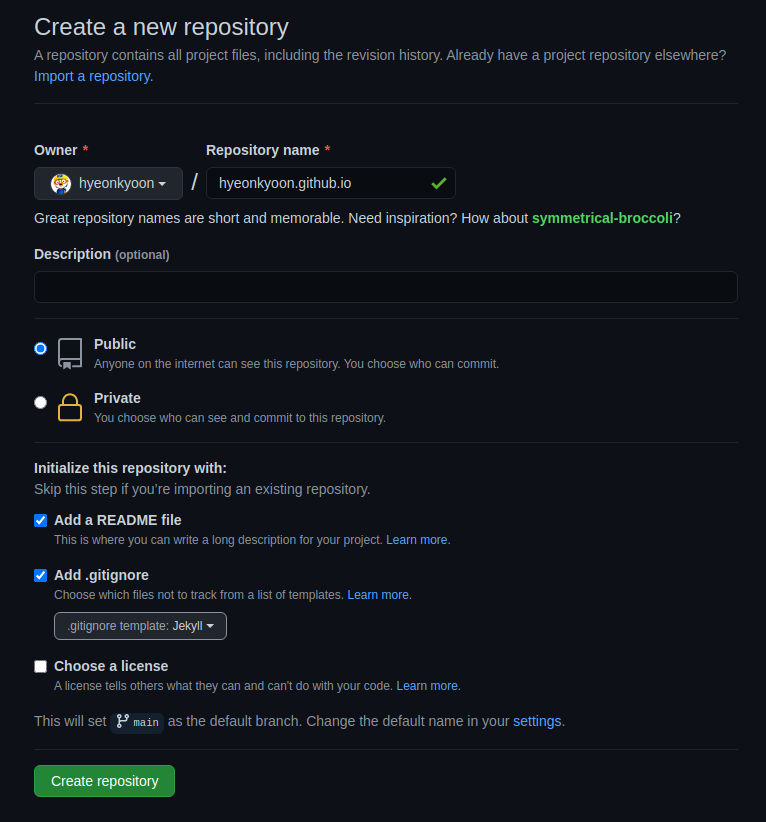 Create a new repository
A repository contains all project files, including the revision history. Already have a project repository elsewhere?
Import a repository.
Owner * Repository name *
hyeonkyoon / hyeonkyoon.github.io
Great repository names are short and memorable. Need inspiration? How about symmetrical-broccoli?
Description (optional)
Public
Anyone on the internet can see this repository. You choose who can commit.
Private
You choose who can see and commit to this repository.
Initialize this repository with:
Skip this step if you’re importing an existing repository.
Add a README file
This is where you can write a long description for your project. Learn more.
Add .gitignore
Choose which files not to track from a list of templates. Learn more.
.gitignore template: Jekyll
Choose a license
A license tells others what they can and can't do with your code. Learn more.
This will set main as the default branch. Change the default name in your settings.
Create repository